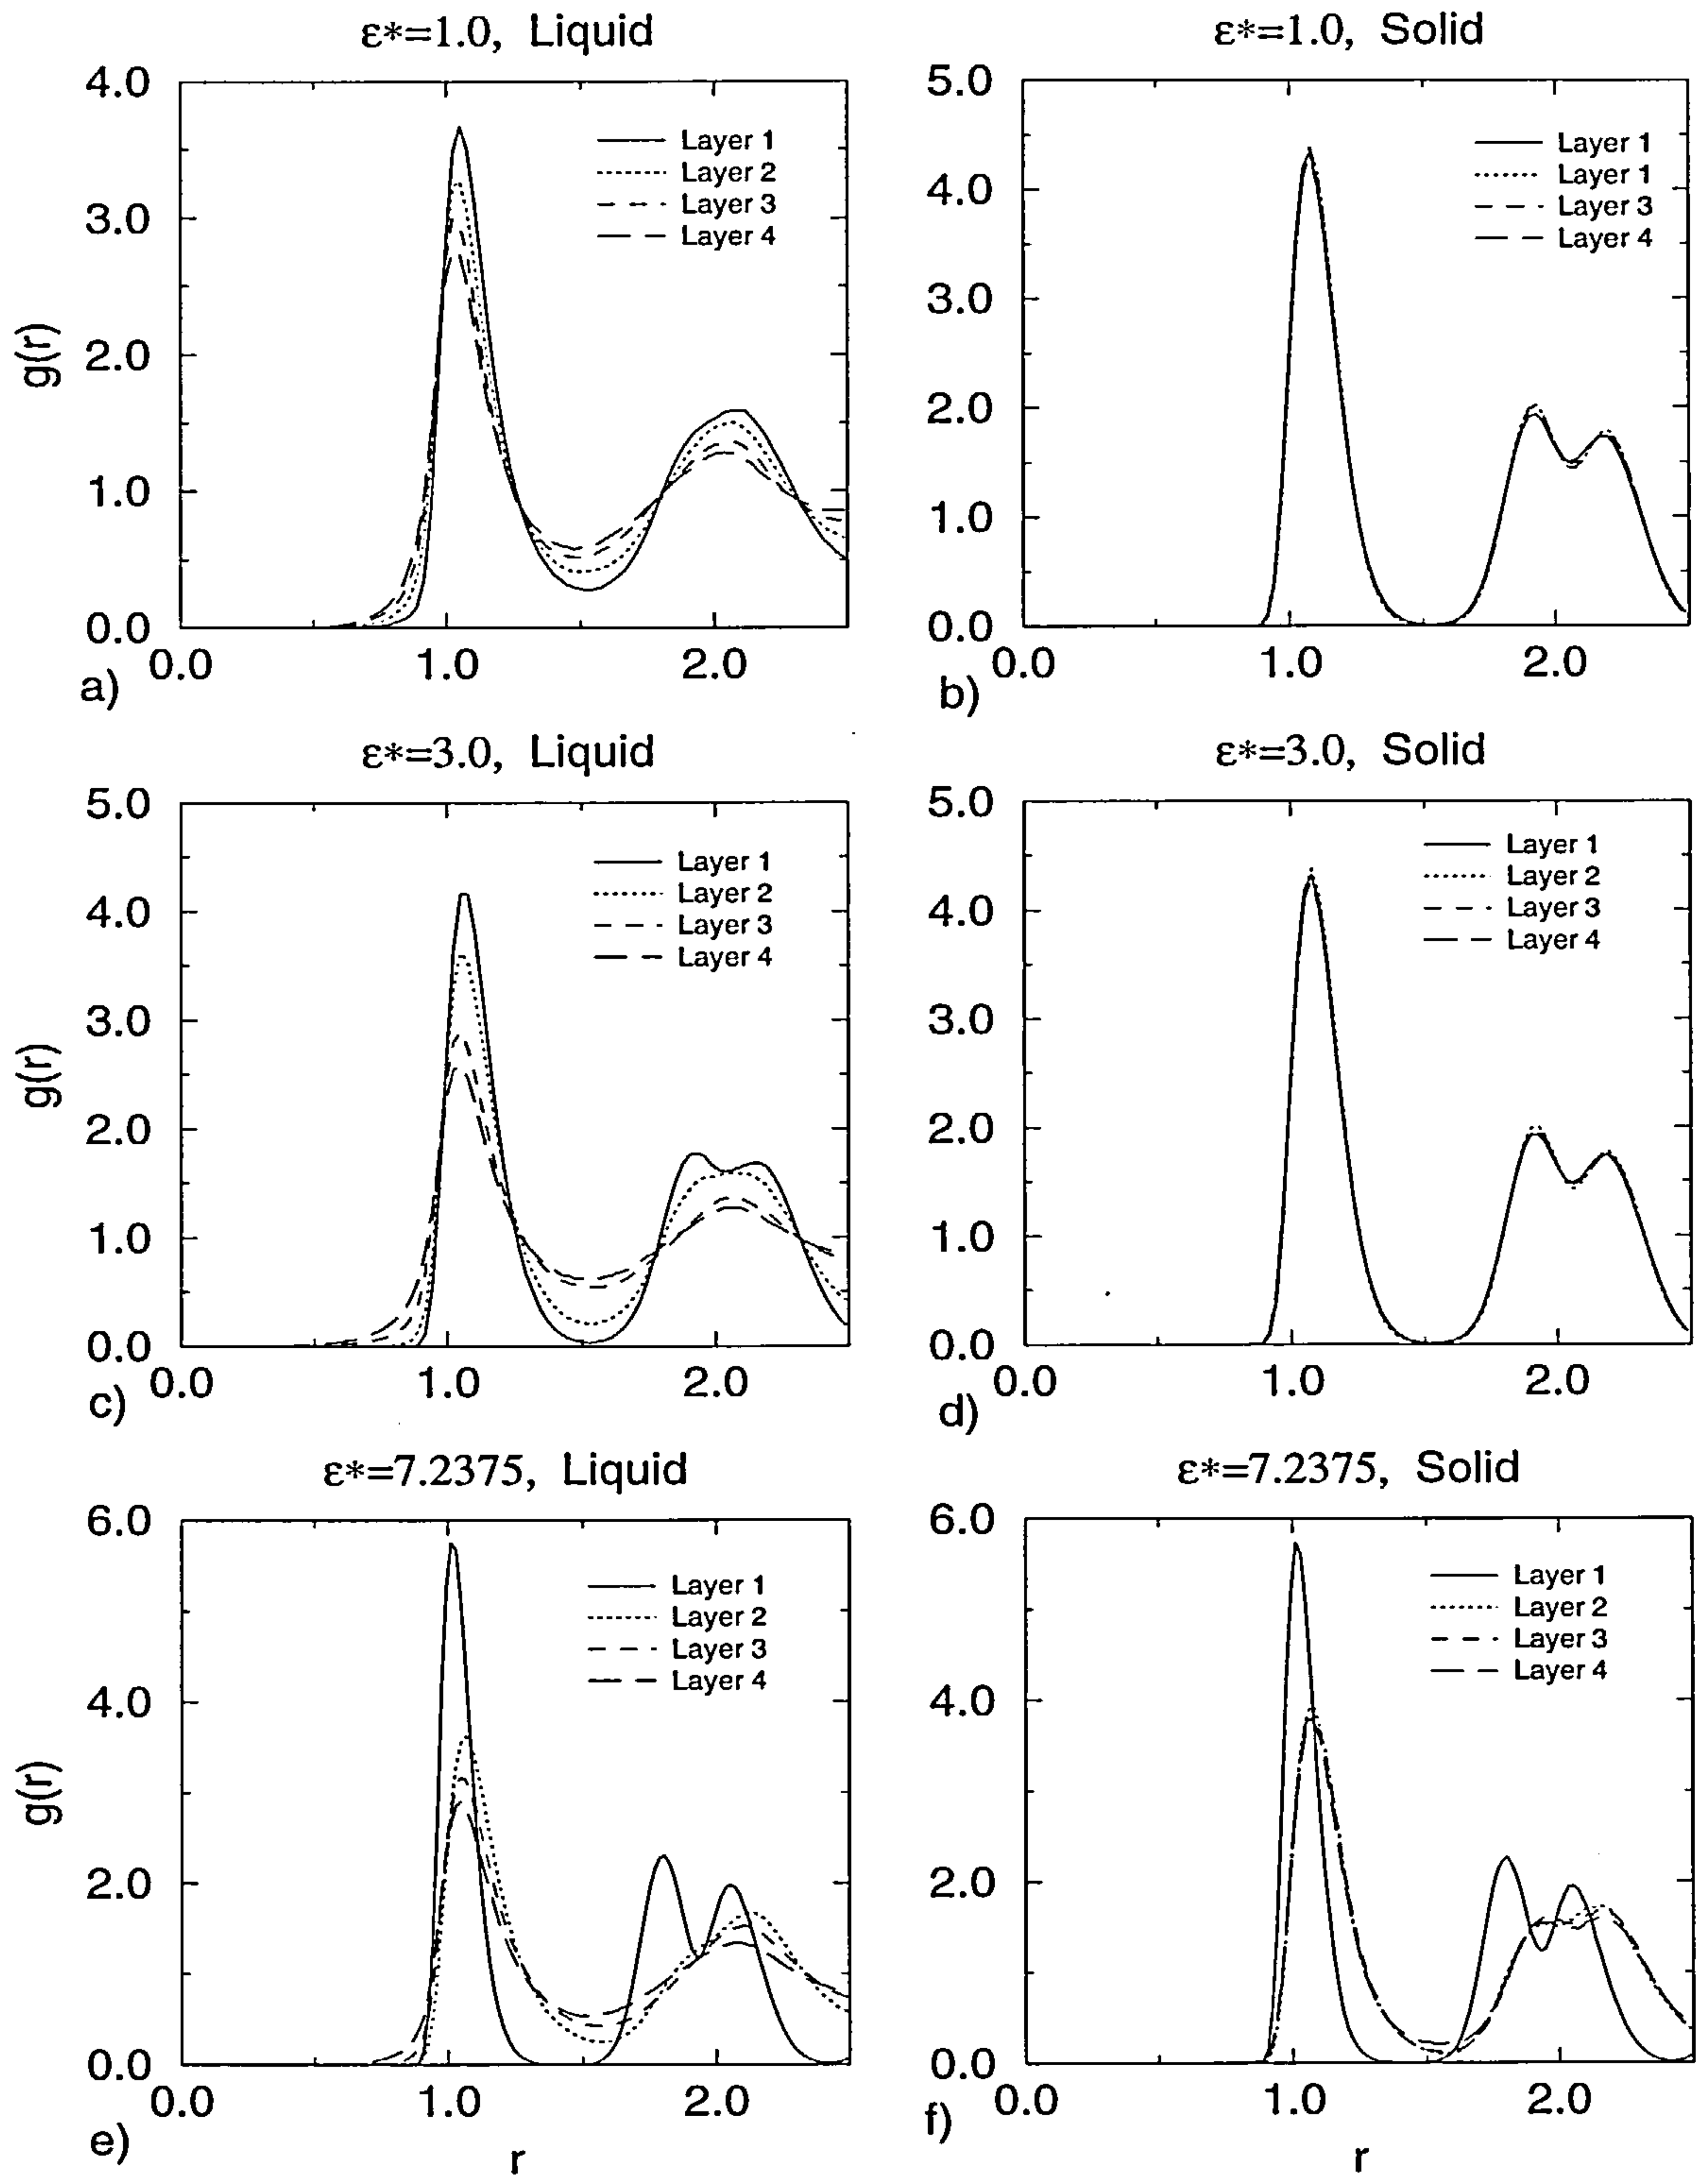 ε*=1.0, Liquid
4.0
3.0
2.0
1.0
0.0
0.0
1.0
2.0
g(r)
Layer 1
Layer 2
Layer 3
Layer 4
a)
ε*=1.0, Solid
5.0
4.0
3.0
2.0
1.0
0.0
0.0
1.0
2.0
Layer 1
Layer 1
Layer 3
Layer 4
b)
ε*=3.0, Liquid
5.0
4.0
3.0
2.0
1.0
0.0
0.0
1.0
2.0
g(r)
Layer 1
Layer 2
Layer 3
Layer 4
c)
ε*=3.0, Solid
5.0
4.0
3.0
2.0
1.0
0.0
0.0
1.0
2.0
Layer 1
Layer 2
Layer 3
Layer 4
d)
ε*=7.2375, Liquid
6.0
4.0
2.0
0.0
0.0
1.0
2.0
g(r)
Layer 1
Layer 2
Layer 3
Layer 4
e)
r
ε*=7.2375, Solid
6.0
4.0
2.0
0.0
0.0
1.0
2.0
Layer 1
Layer 2
Layer 3
Layer 4
f)
r